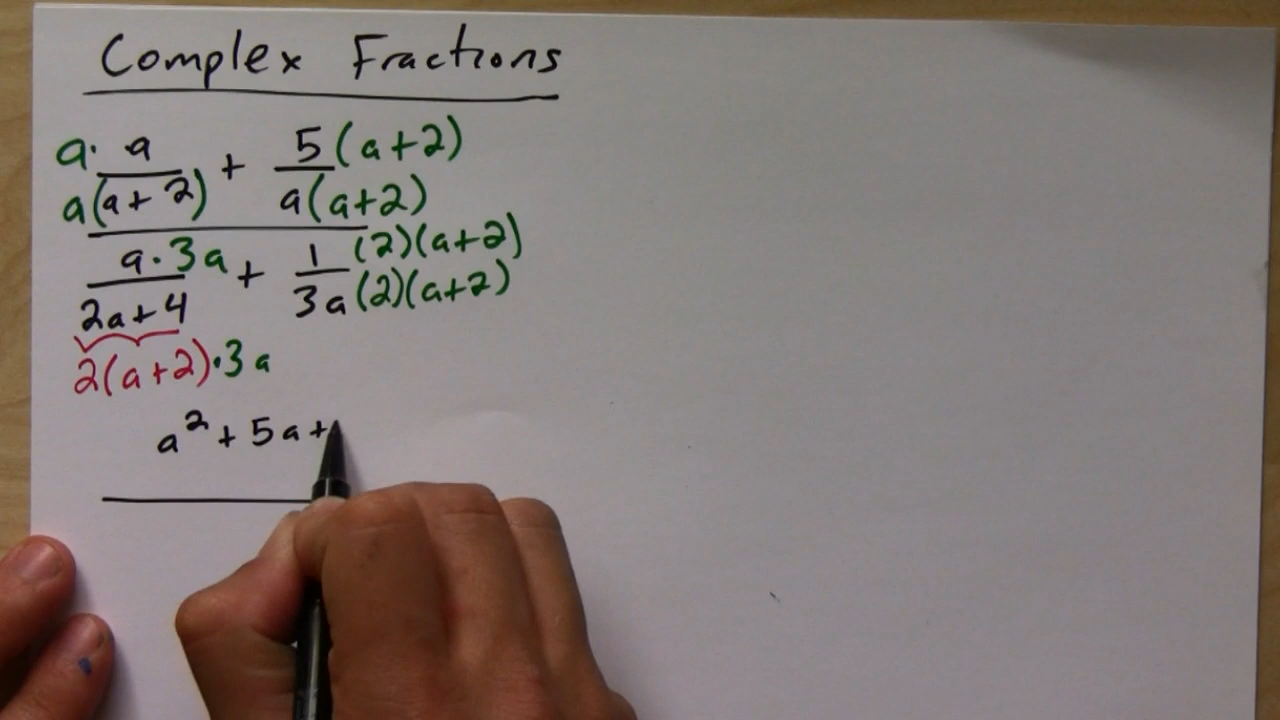 Complex Fractions
a· a + 5(a+2)
a(a+2) a(a+2)
a·3a + 1 (2)(a+2)
2a+4 3a(2)(a+2)
2(a+2)·3a
a² + 5a+